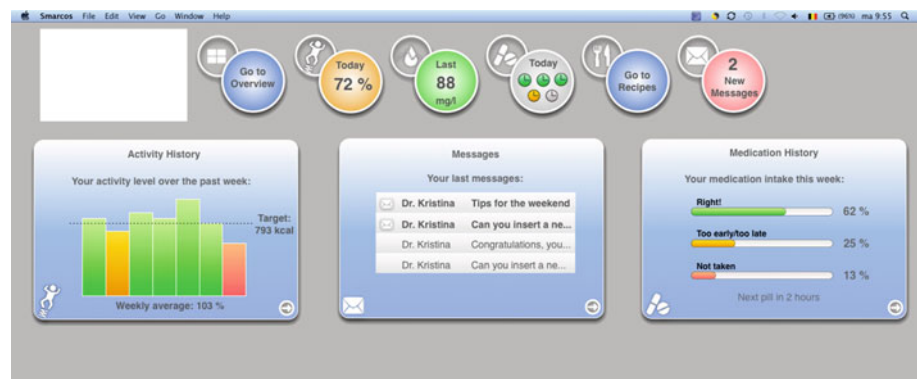 Smarcos File Edit View Go Window Help
(96%) ma 9:55
Go to
Overview
Today
72 %
Last
88
mg/l
Today
Go to
Recipes
2
New
Messages
Activity History
Your activity level over the past week:
Target:
793 kcal
Weekly average: 103 %
Messages
Your last messages:
Dr. Kristina Tips for the weekend
Dr. Kristina Can you insert a ne...
Dr. Kristina Congratulations, you...
Dr. Kristina Can you insert a ne...
Medication History
Your medication intake this week:
Right!
62 %
Too early/too late
25 %
Not taken
13 %
Next pill in 2 hours